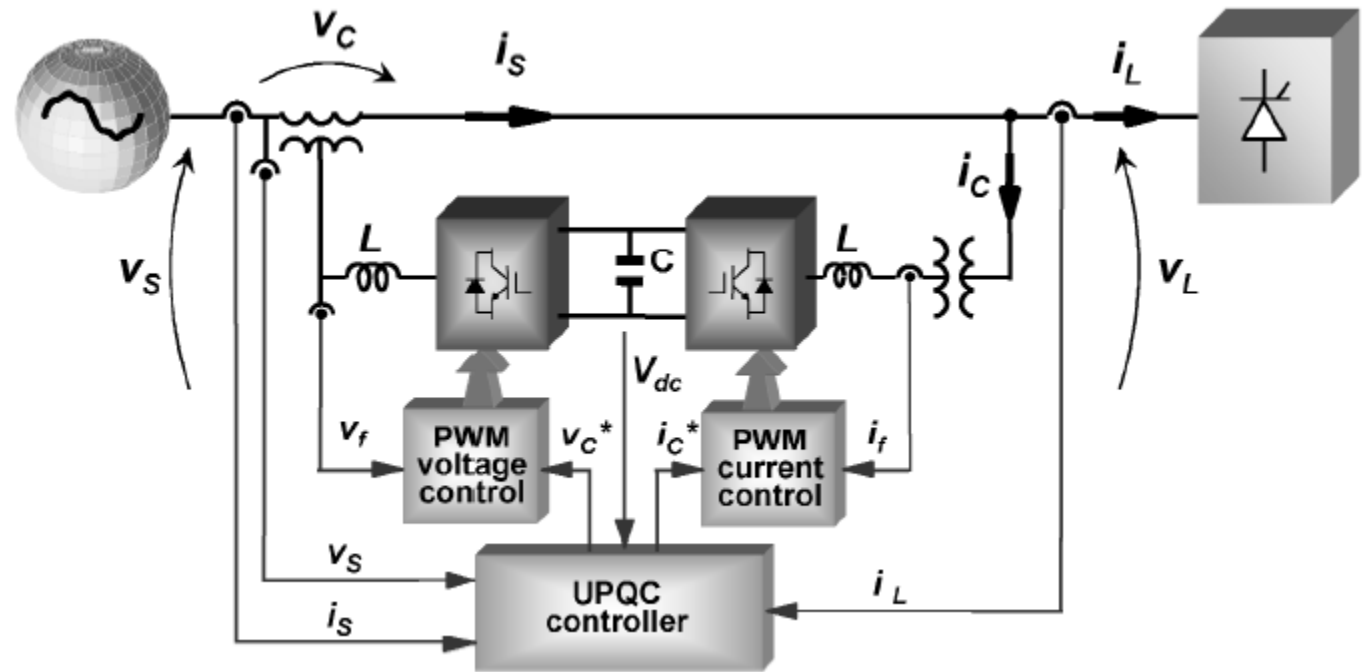 v_C
i_S
i_L
i_C
v_S
L
C
L
v_L
V_dc
v_f
PWM
voltage
control
v_C*
i_C*
PWM
current
control
i_f
v_S
i_S
UPQC
controller
i_L